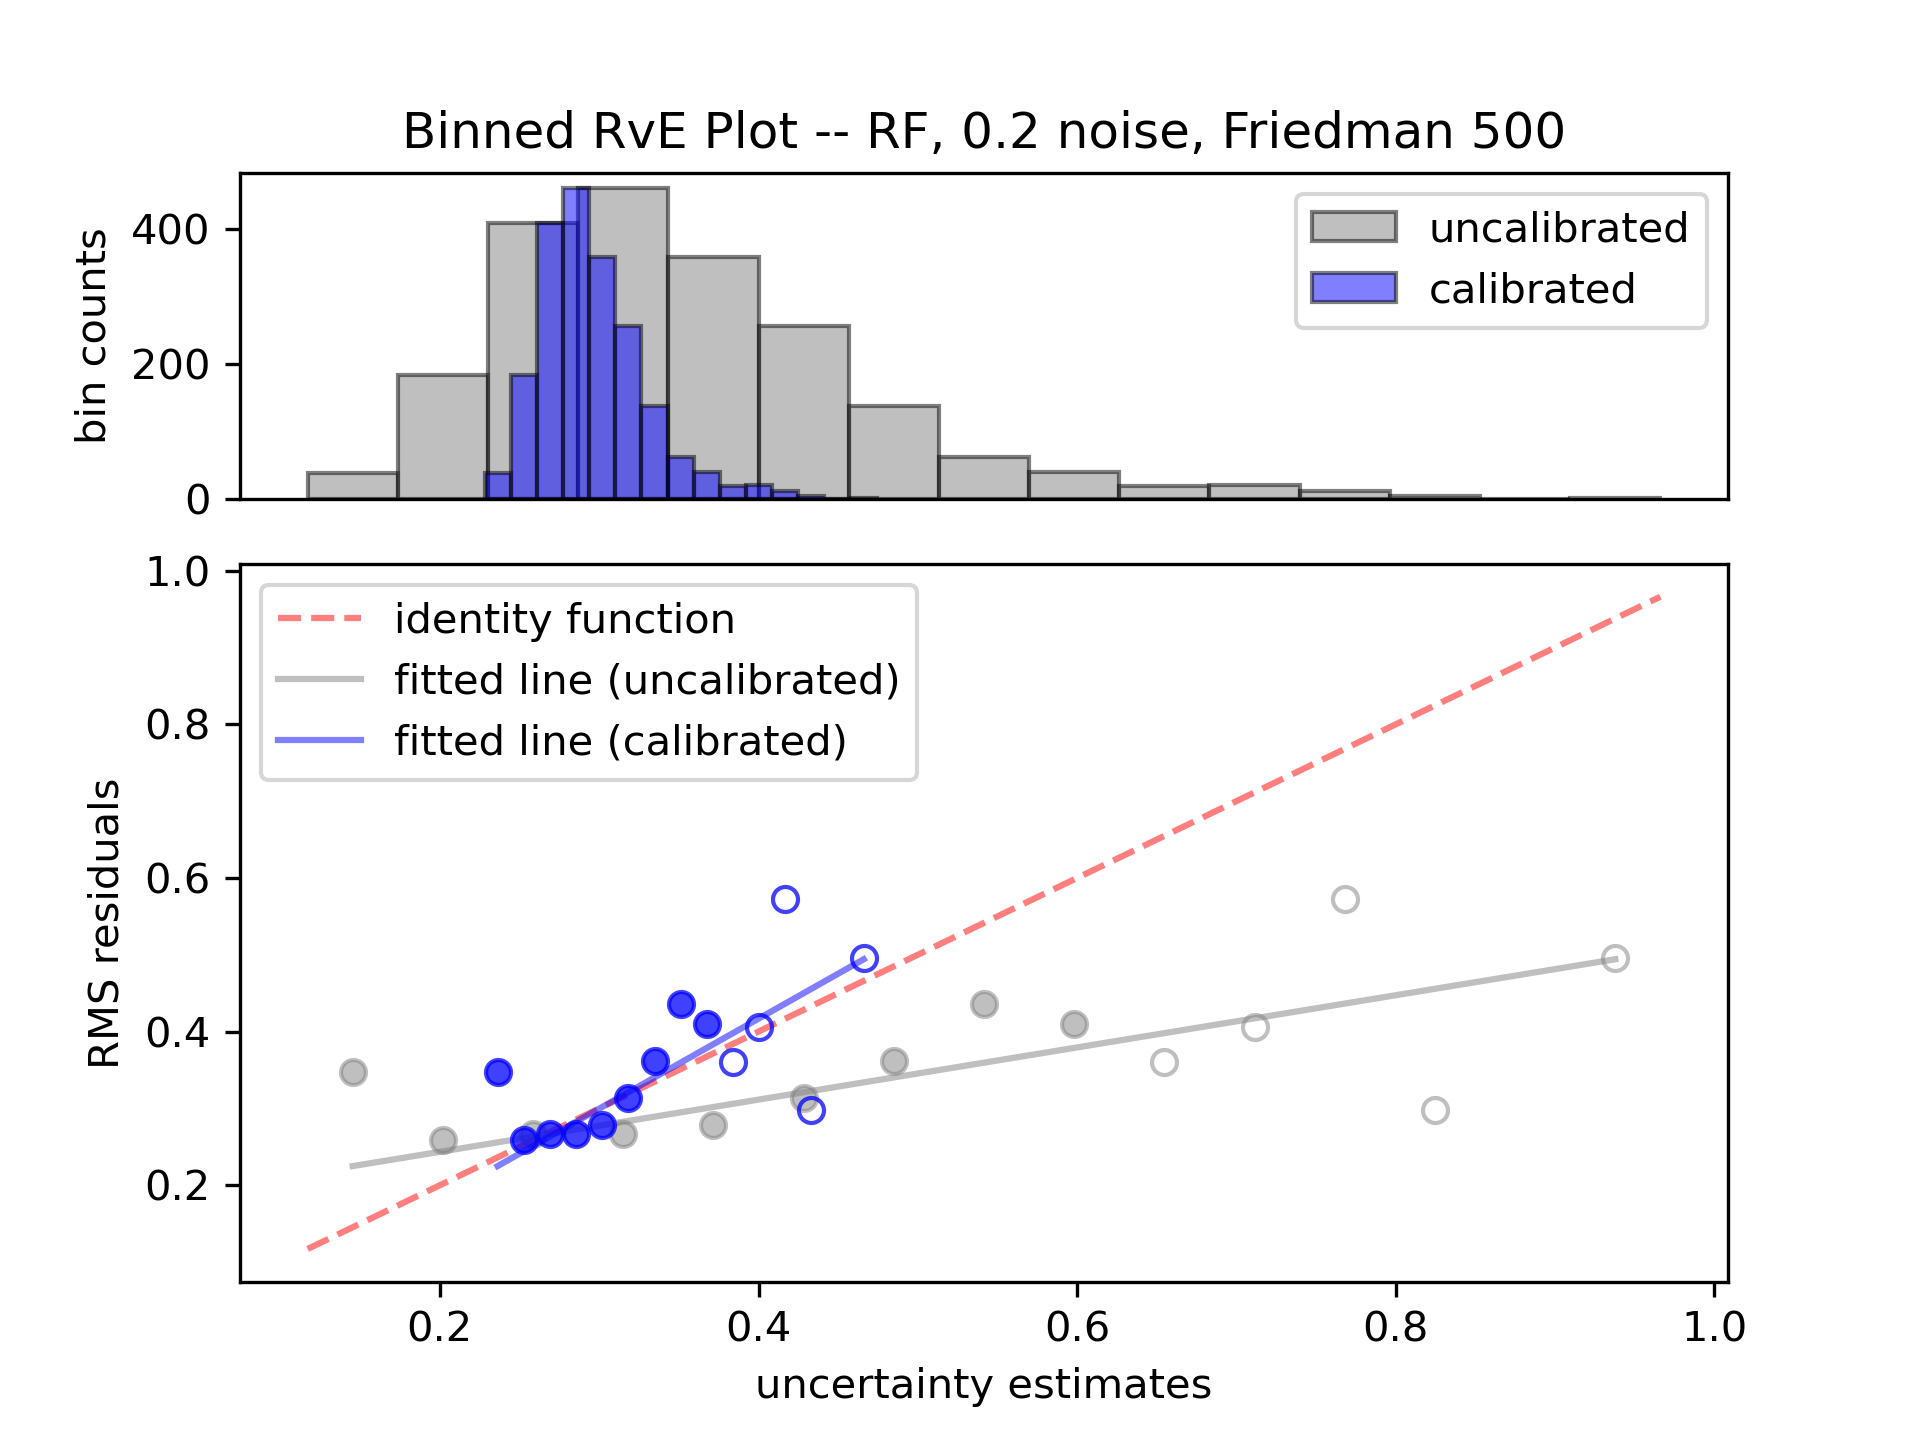 Binned RvE Plot -- RF, 0.2 noise, Friedman 500
bin counts
400
200
0
uncalibrated
calibrated
RMS residuals
1.0
0.8
0.6
0.4
0.2
identity function
fitted line (uncalibrated)
fitted line (calibrated)
0.2 0.4 0.6 0.8 1.0
uncertainty estimates